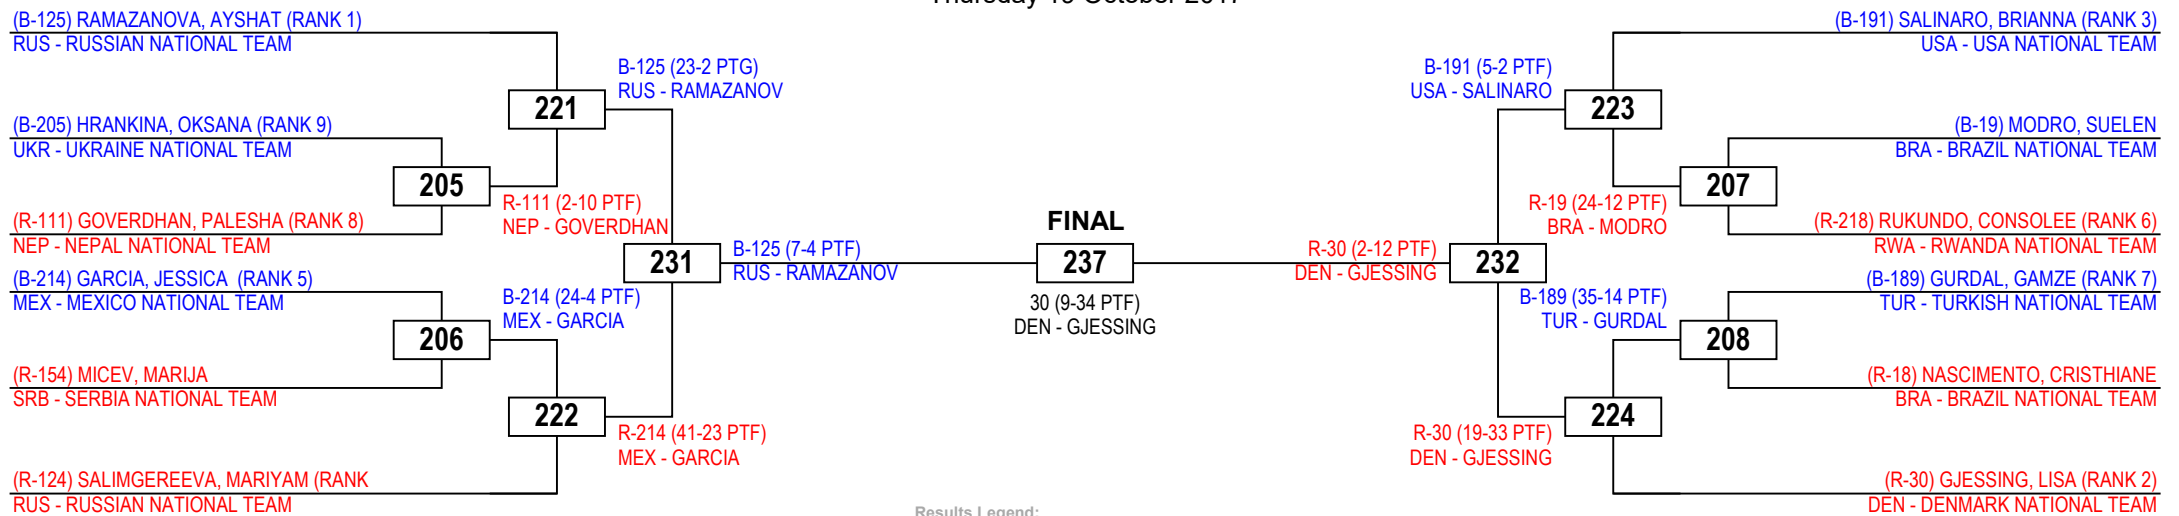 (B-125) RAMAZANOVA, AYSHAT (RANK 1)
RUS - RUSSIAN NATIONAL TEAM
B-125 (23-2 PTG)
RUS - RAMAZANOV
221
(B-205) HRANKINA, OKSANA (RANK 9)
UKR - UKRAINE NATIONAL TEAM
205
R-111 (2-10 PTF)
NEP - GOVERDHAN
(R-111) GOVERDHAN, PALESHA (RANK 8)
NEP - NEPAL NATIONAL TEAM
231
B-125 (7-4 PTF)
RUS - RAMAZANOV
(B-214) GARCIA, JESSICA (RANK 5)
MEX - MEXICO NATIONAL TEAM
B-214 (24-4 PTF)
MEX - GARCIA
206
(R-154) MICEV, MARIJA
SRB - SERBIA NATIONAL TEAM
222
R-214 (41-23 PTF)
MEX - GARCIA
(R-124) SALIMGEREEVA, MARIYAM (RANK
RUS - RUSSIAN NATIONAL TEAM
FINAL
237
30 (9-34 PTF)
DEN - GJESSING
Results Legend:
(B-191) SALINARO, BRIANNA (RANK 3)
USA - USA NATIONAL TEAM
B-191 (5-2 PTF)
USA - SALINARO
223
(B-19) MODRO, SUELEN
BRA - BRAZIL NATIONAL TEAM
207
R-19 (24-12 PTF)
BRA - MODRO
(R-218) RUKUNDO, CONSOLEE (RANK 6)
RWA - RWANDA NATIONAL TEAM
R-30 (2-12 PTF)
DEN - GJESSING
232
(B-189) GURDAL, GAMZE (RANK 7)
TUR - TURKISH NATIONAL TEAM
B-189 (35-14 PTF)
TUR - GURDAL
208
(R-18) NASCIMENTO, CRISTHIANE
BRA - BRAZIL NATIONAL TEAM
224
R-30 (19-33 PTF)
DEN - GJESSING
(R-30) GJESSING, LISA (RANK 2)
DEN - DENMARK NATIONAL TEAM